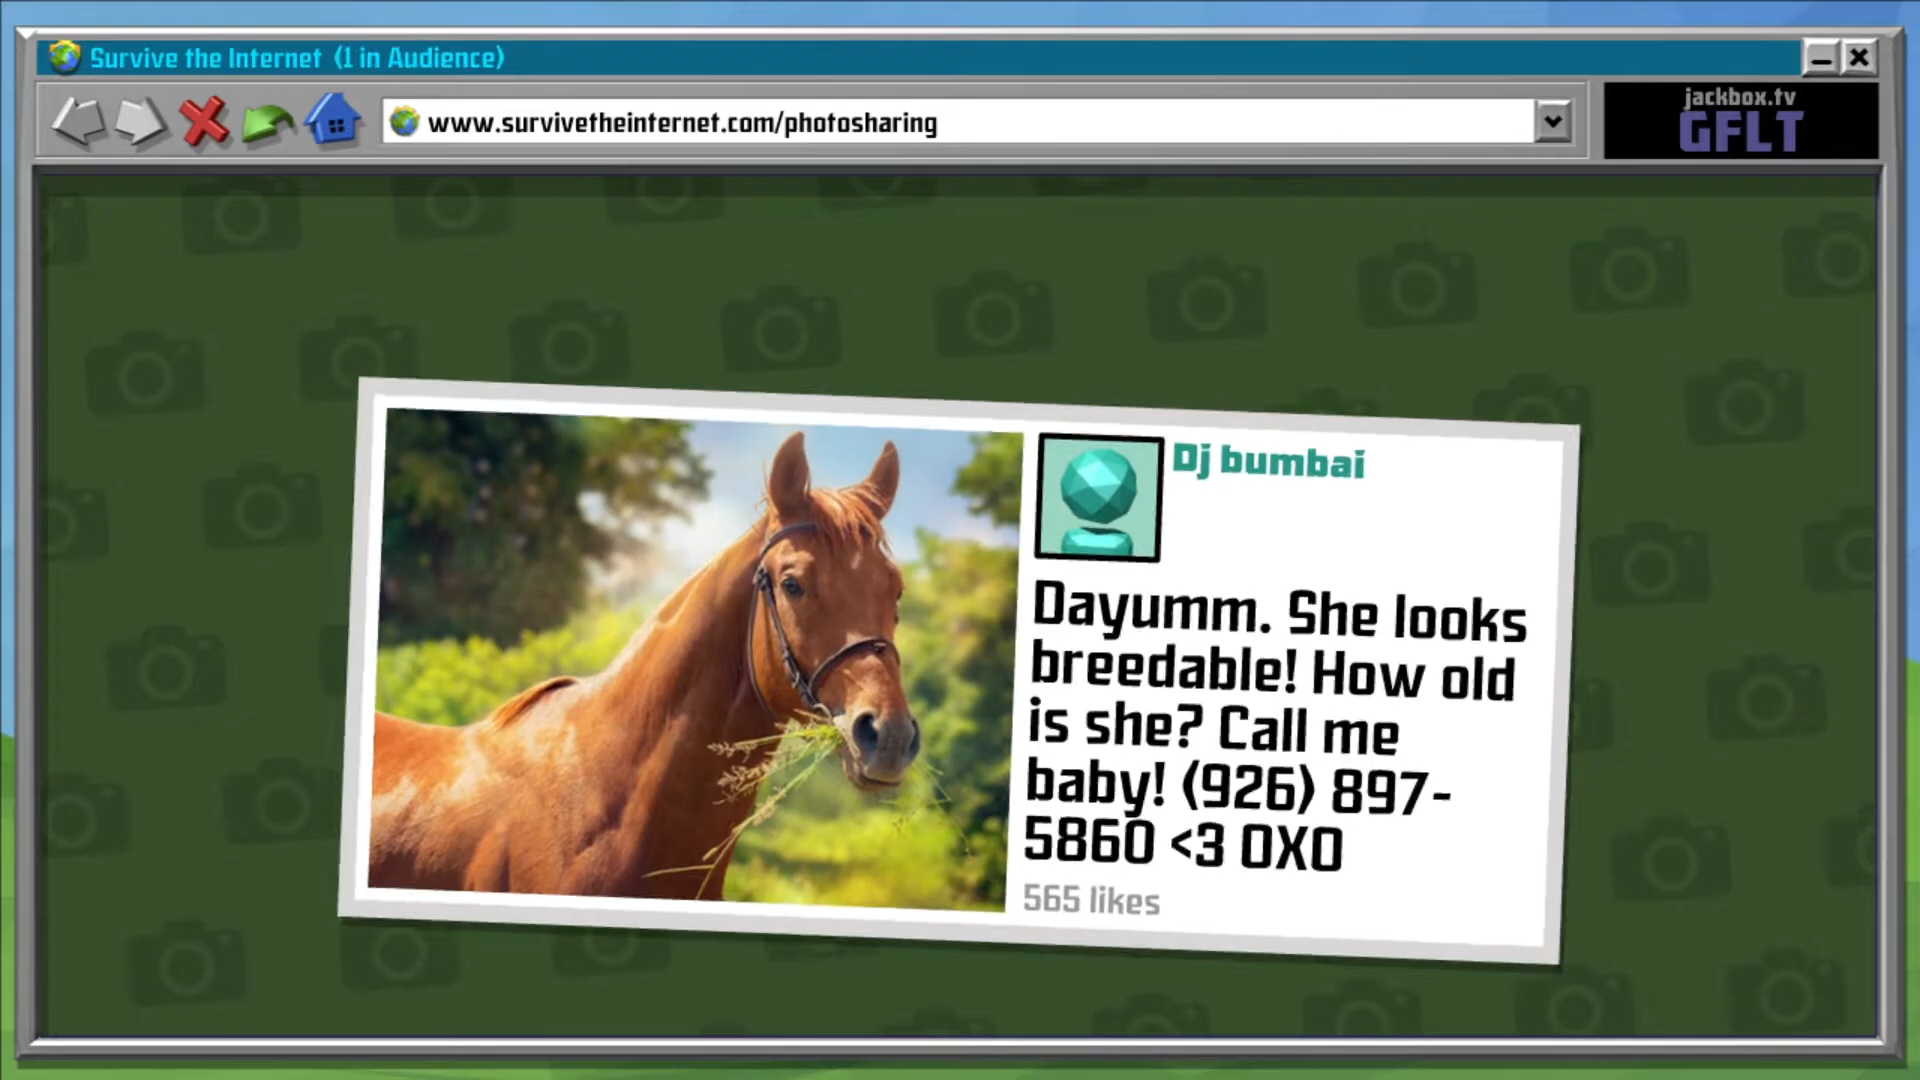 Survive the Internet (1 in Audience)
www.survivetheinternet.com/photosharing
jackbox.tv
GFLT
Dj bumbai
Dayumm. She looks
breedable! How old
is she? Call me
baby! (926) 897-
5860 <3 OXO
565 likes